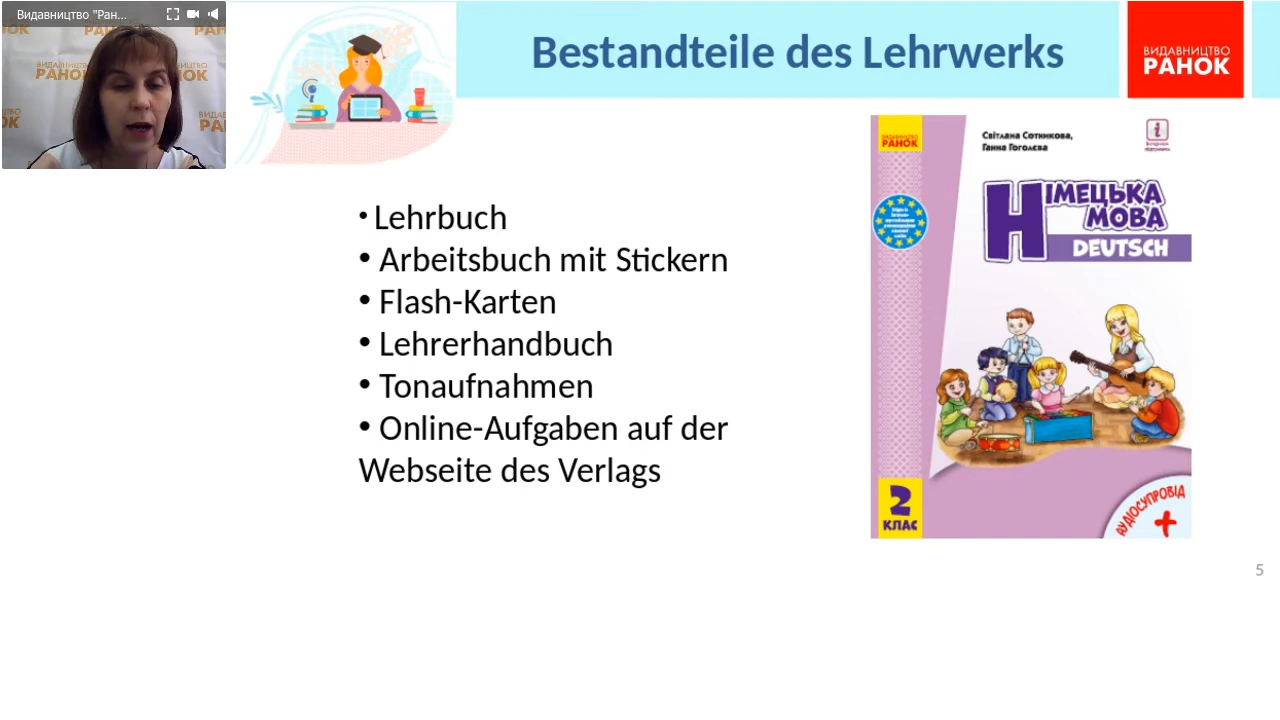 Видавництво "Ран...
РАНОК
Bestandteile des Lehrwerks
ВИДАВНИЦТВО
РАНОК
• Lehrbuch
• Arbeitsbuch mit Stickern
• Flash-Karten
• Lehrerhandbuch
• Tonaufnahmen
• Online-Aufgaben auf der
Webseite des Verlags
РАНОК
Світлана Сотникова,
Ганна Гоголєва
НІМЕЦЬКА
МОВА
DEUTSCH
2
КЛАС
АУДІОСУПРОВІД
+
5